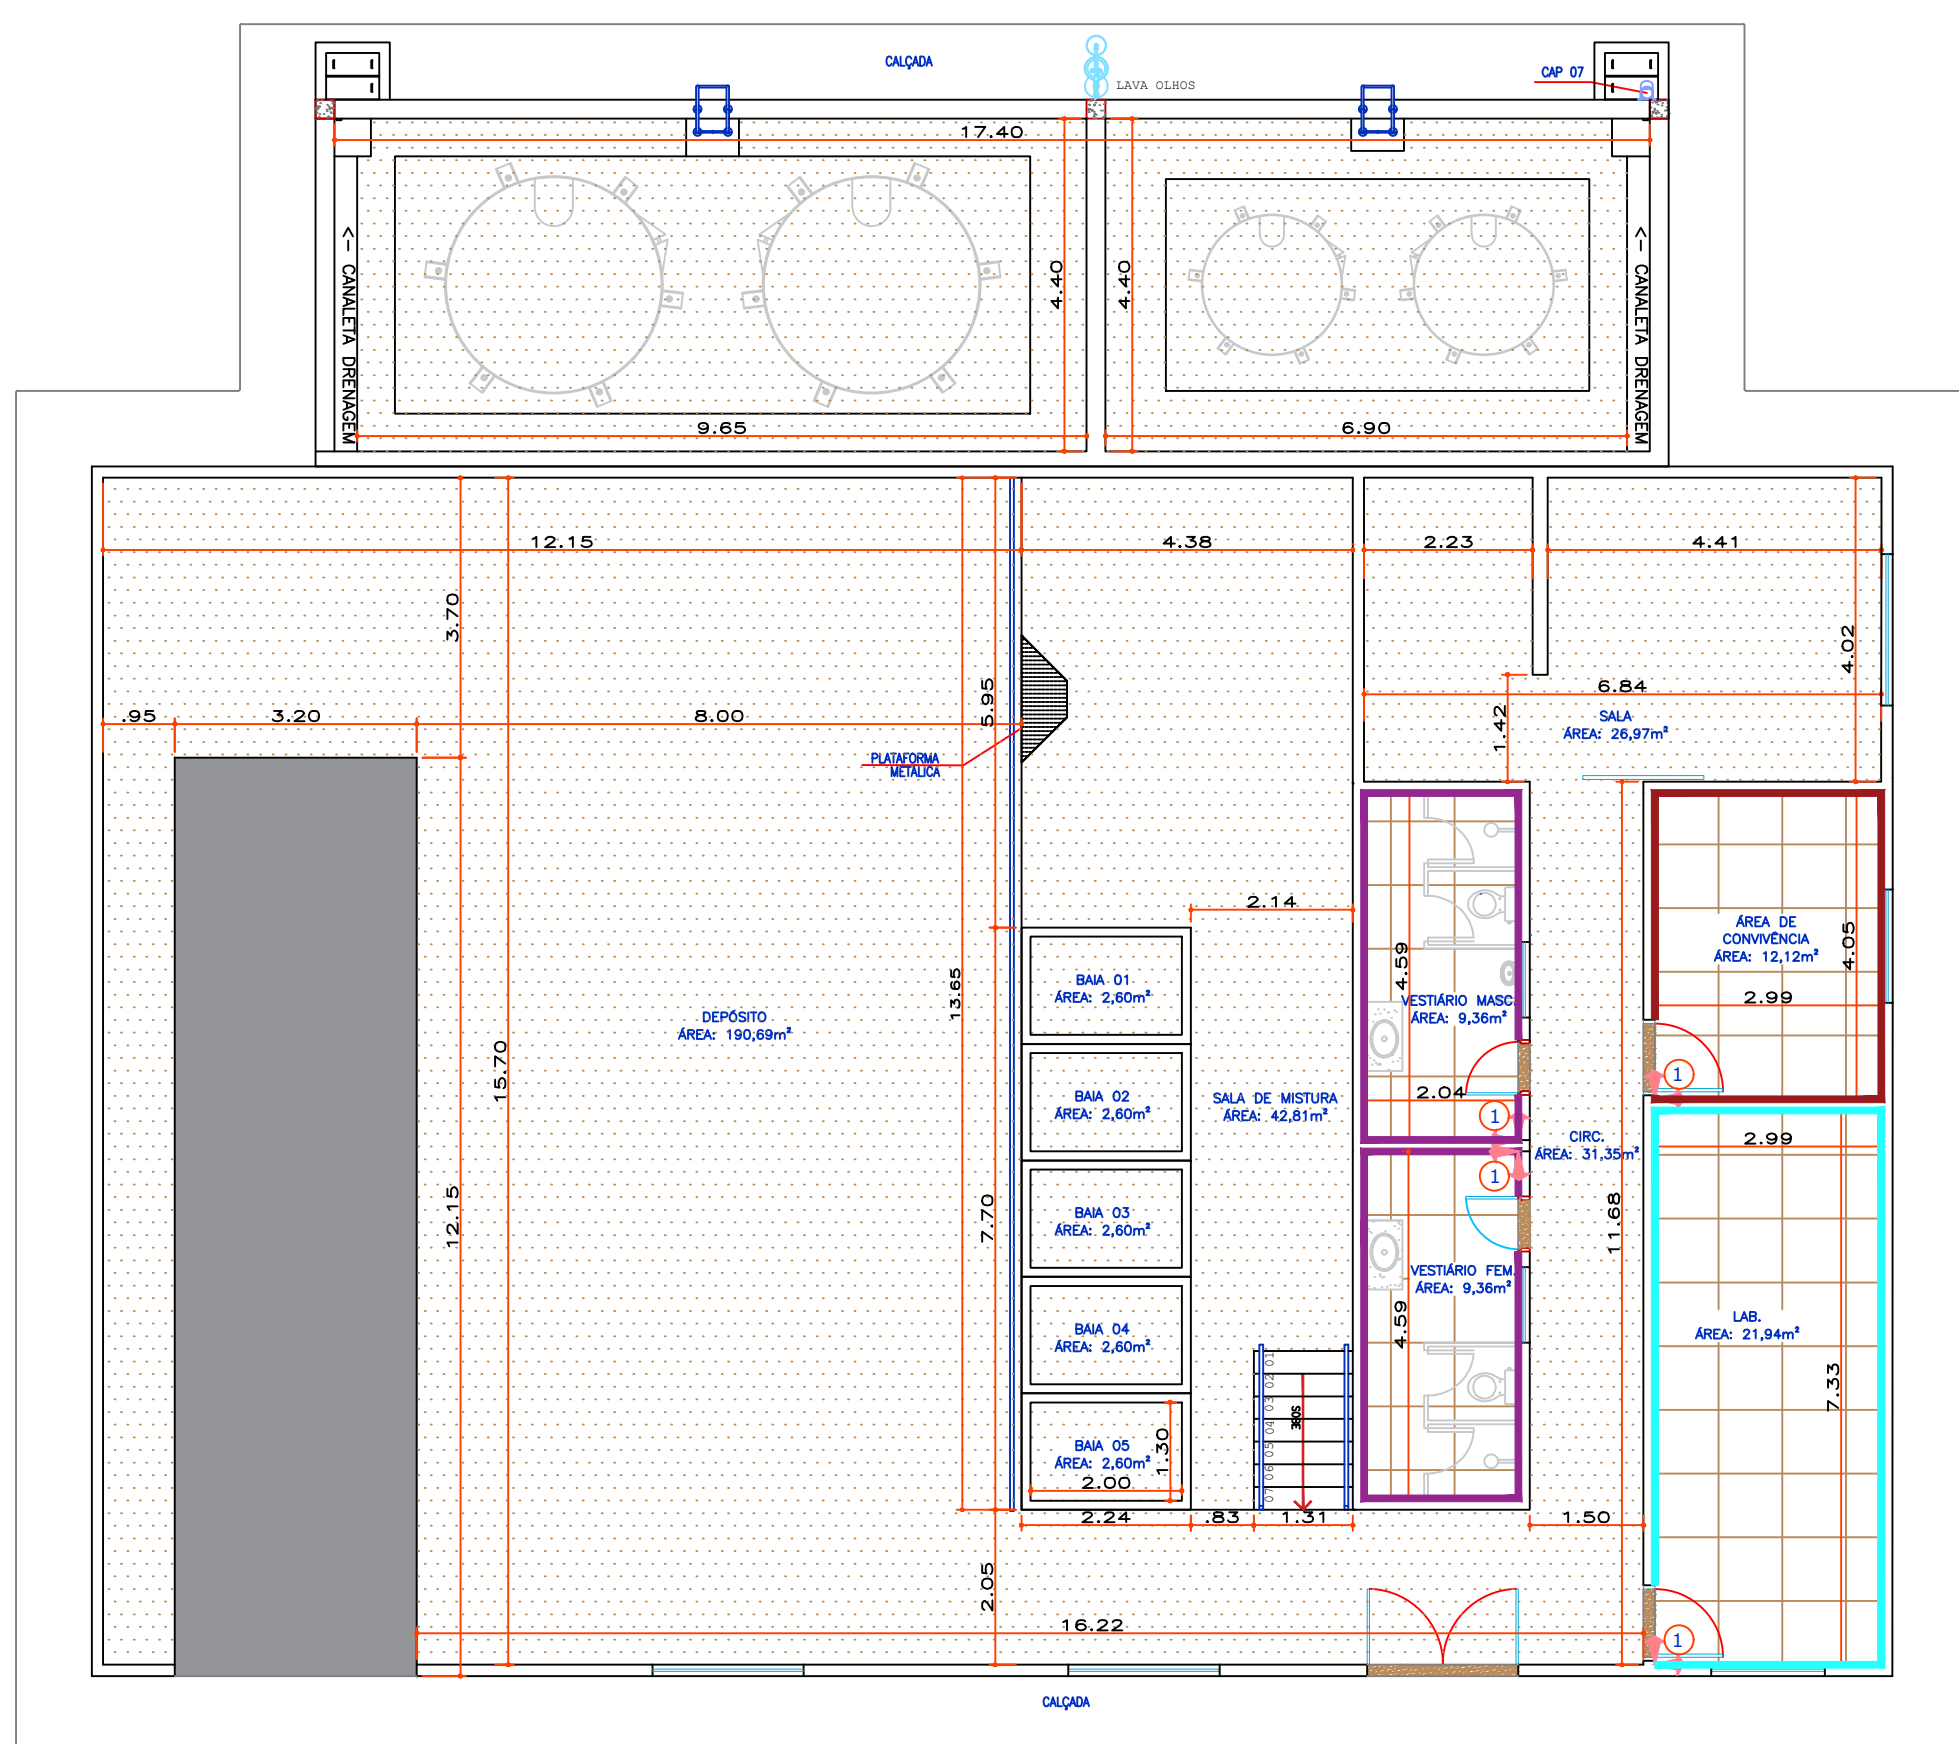 CALÇADA
CAP 07
LAVA OLHOS
17.40
<- CANALETA DRENAGEM
4.40
4.40
<- CANALETA DRENAGEM
9.65
6.90
12.15
4.38
2.23
4.41
3.70
4.02
5.95
6.84
.95
3.20
8.00
1.42
SALA
ÁREA: 26,97m²
PLATAFORMA
METÁLICA
2.14
ÁREA DE
CONVIVÊNCIA
ÁREA: 12,12m²
4.05
4.59
13.65
BAIA 01
ÁREA: 2,60m²
2.99
VESTIÁRIO MASC.
ÁREA: 9,36m²
DEPÓSITO
ÁREA: 190,69m²
15.70
1
BAIA 02
ÁREA: 2,60m²
SALA DE MISTURA
ÁREA: 42,81m²
2.04
1
CIRC.
ÁREA: 31,35m²
2.99
1
12.15
7.70
BAIA 03
ÁREA: 2,60m²
11.68
VESTIÁRIO FEM.
ÁREA: 9,36m²
4.59
BAIA 04
ÁREA: 2,60m²
LAB.
ÁREA: 21,94m²
7.33
01
02
03
04
05
06
07
SOBE
BAIA 05
ÁREA: 2,60m²
1.30
2.00
2.24
.83
1.31
1.50
2.05
16.22
1
CALÇADA